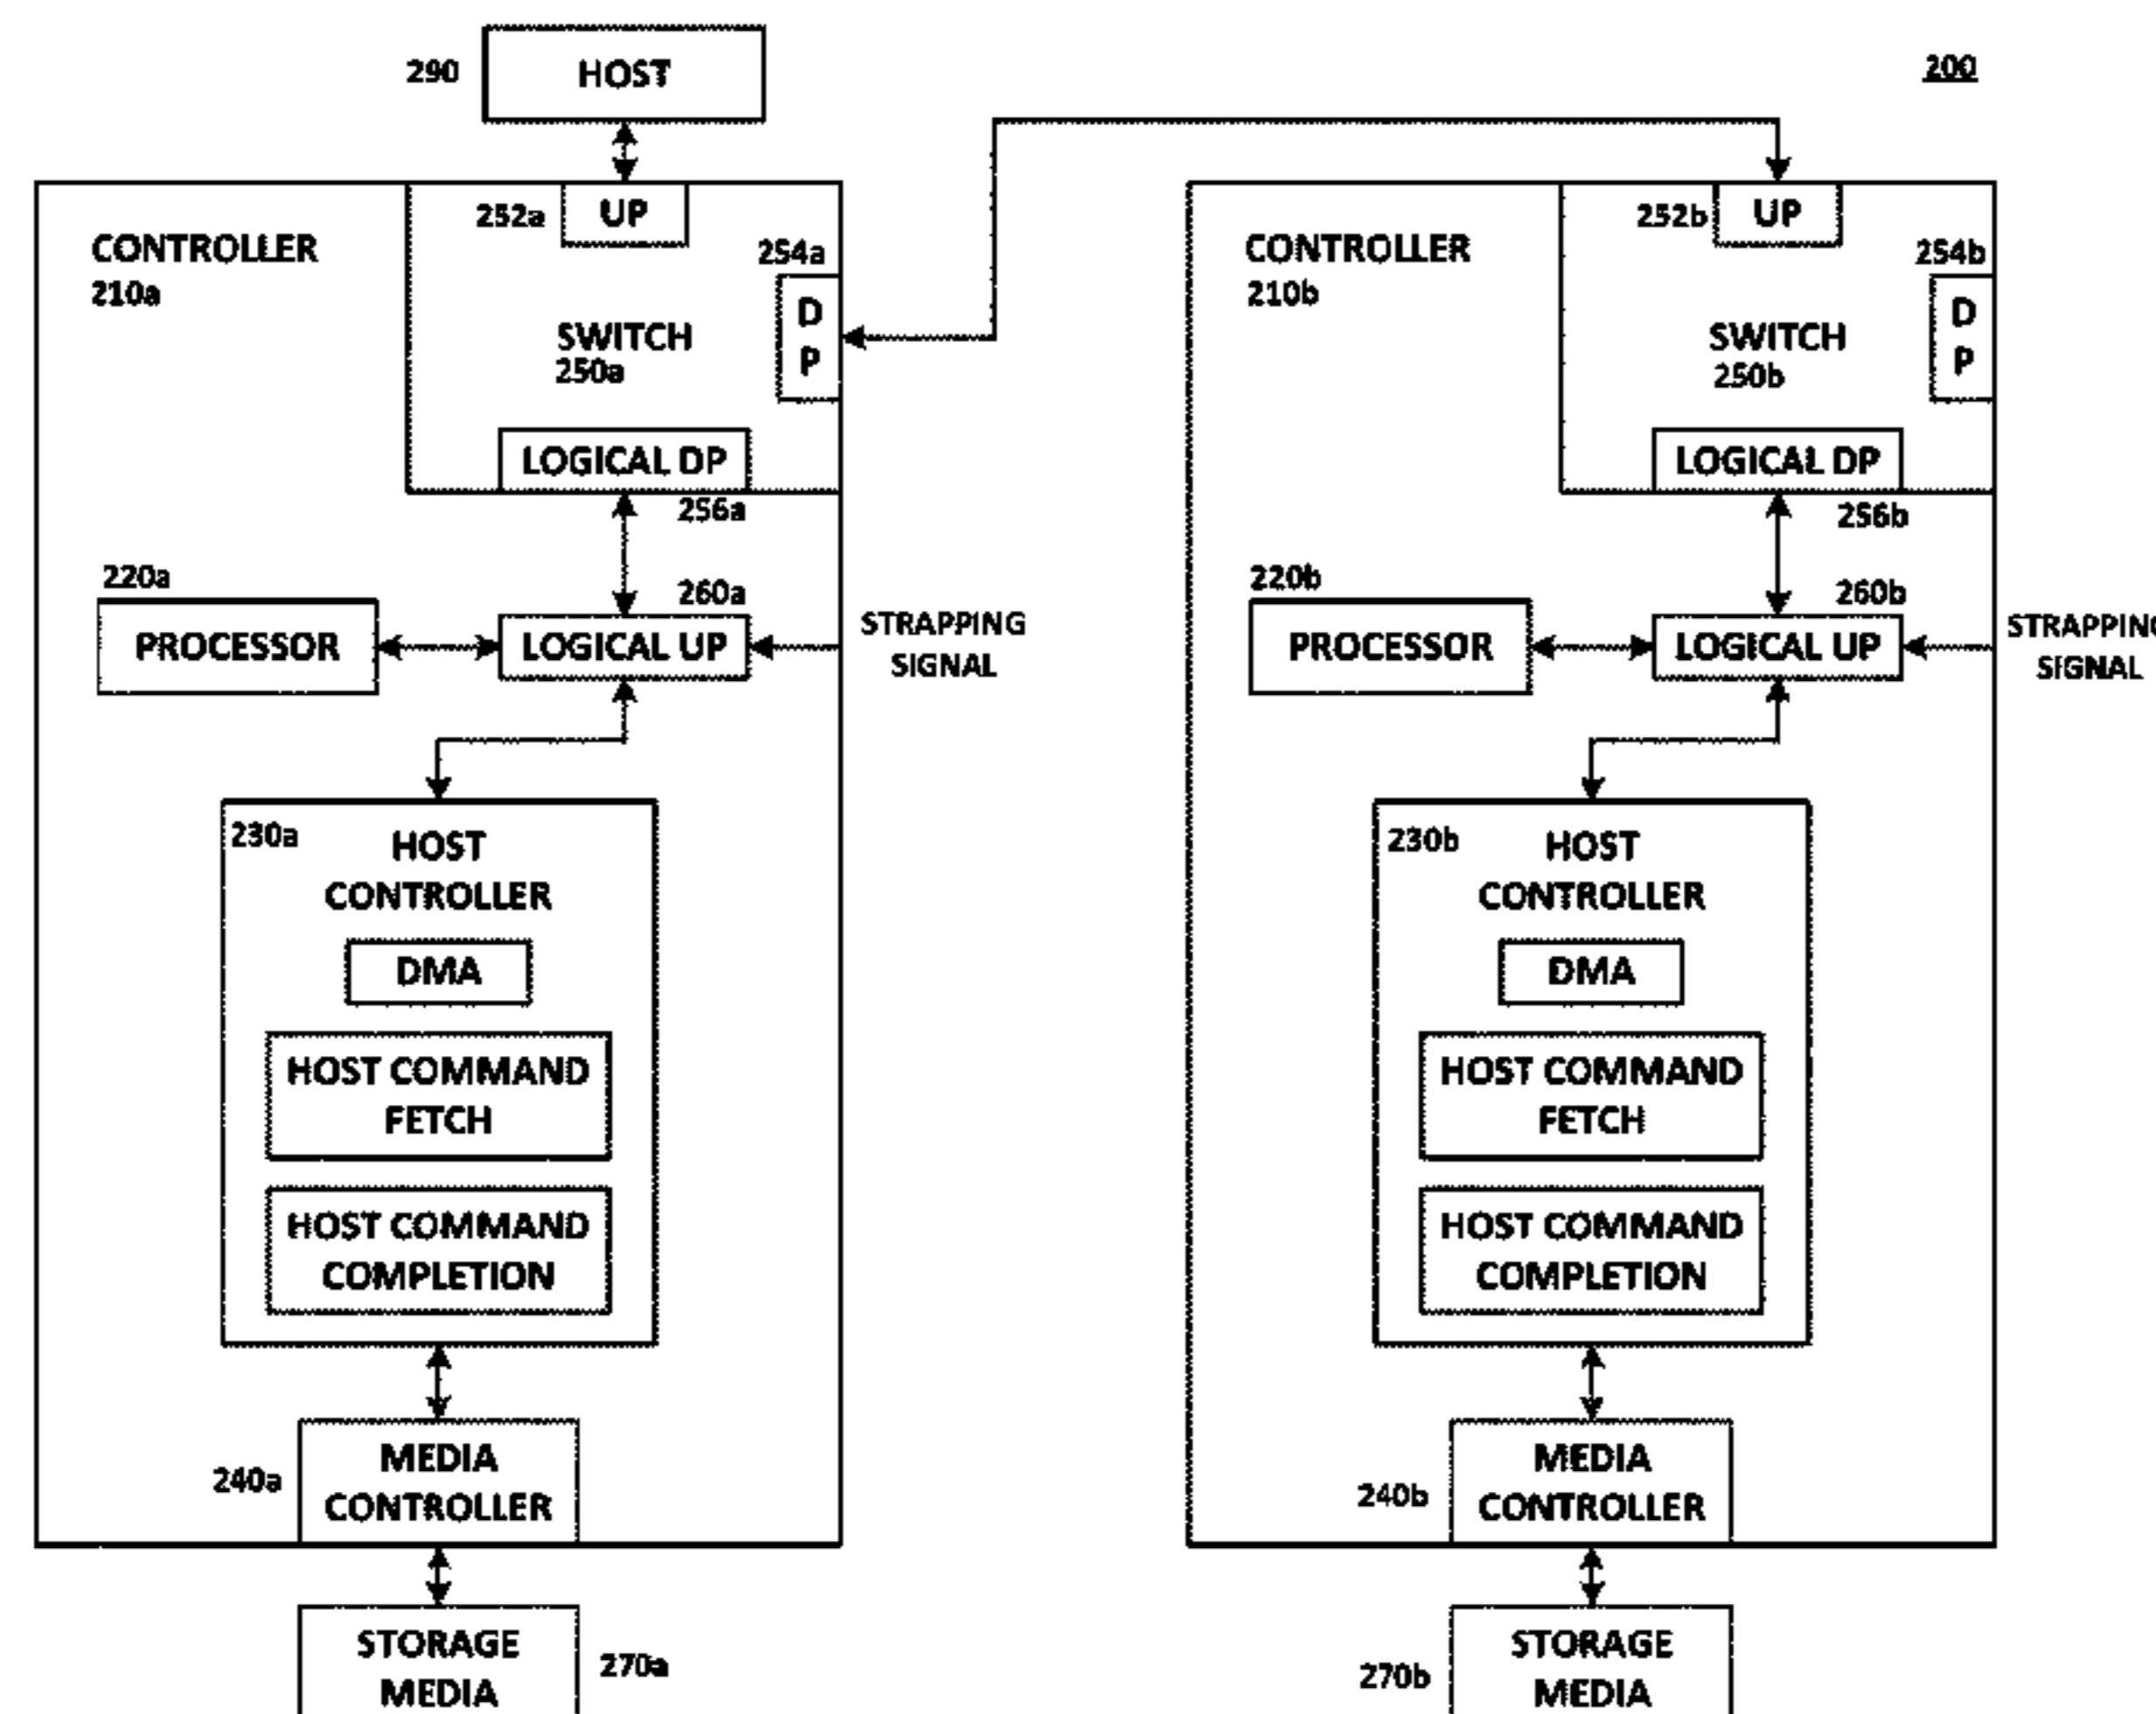 290
HOST
200
252a
UP
CONTROLLER
210a
254a
D
P
SWITCH
250a
LOGICAL DP
256a
220a
260a
PROCESSOR
LOGICAL UP
STRAPPING
SIGNAL
230a
HOST
CONTROLLER
DMA
HOST COMMAND
FETCH
HOST COMMAND
COMPLETION
240a
MEDIA
CONTROLLER
STORAGE
MEDIA
270a
252b
UP
CONTROLLER
210b
254b
D
P
SWITCH
250b
LOGICAL DP
256b
220b
260b
PROCESSOR
LOGICAL UP
STRAPPING
SIGNAL
230b
HOST
CONTROLLER
DMA
HOST COMMAND
FETCH
HOST COMMAND
COMPLETION
240b
MEDIA
CONTROLLER
270b
STORAGE
MEDIA